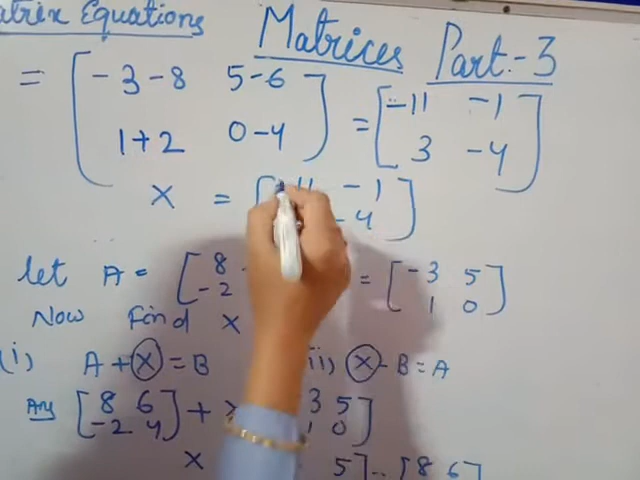 Matrix Equations Matrices Part-3
= [ -3-8 5-6 ] = [ -11 -1 ]
[ 1+2 0-4 ] [ 3 -4 ]
X = [ 11 -1 ]
-4 ]
let A = [ 8 = [ -3 5 ]
[ -2 [ 1 0 ]
Now Find X
(i) A + X = B ii) X - B = A
Ans [ 8 6 ] + 3 5 ]
[ -2 4 ] 1 0 ]
X 5 ] - [ 8 6 ]